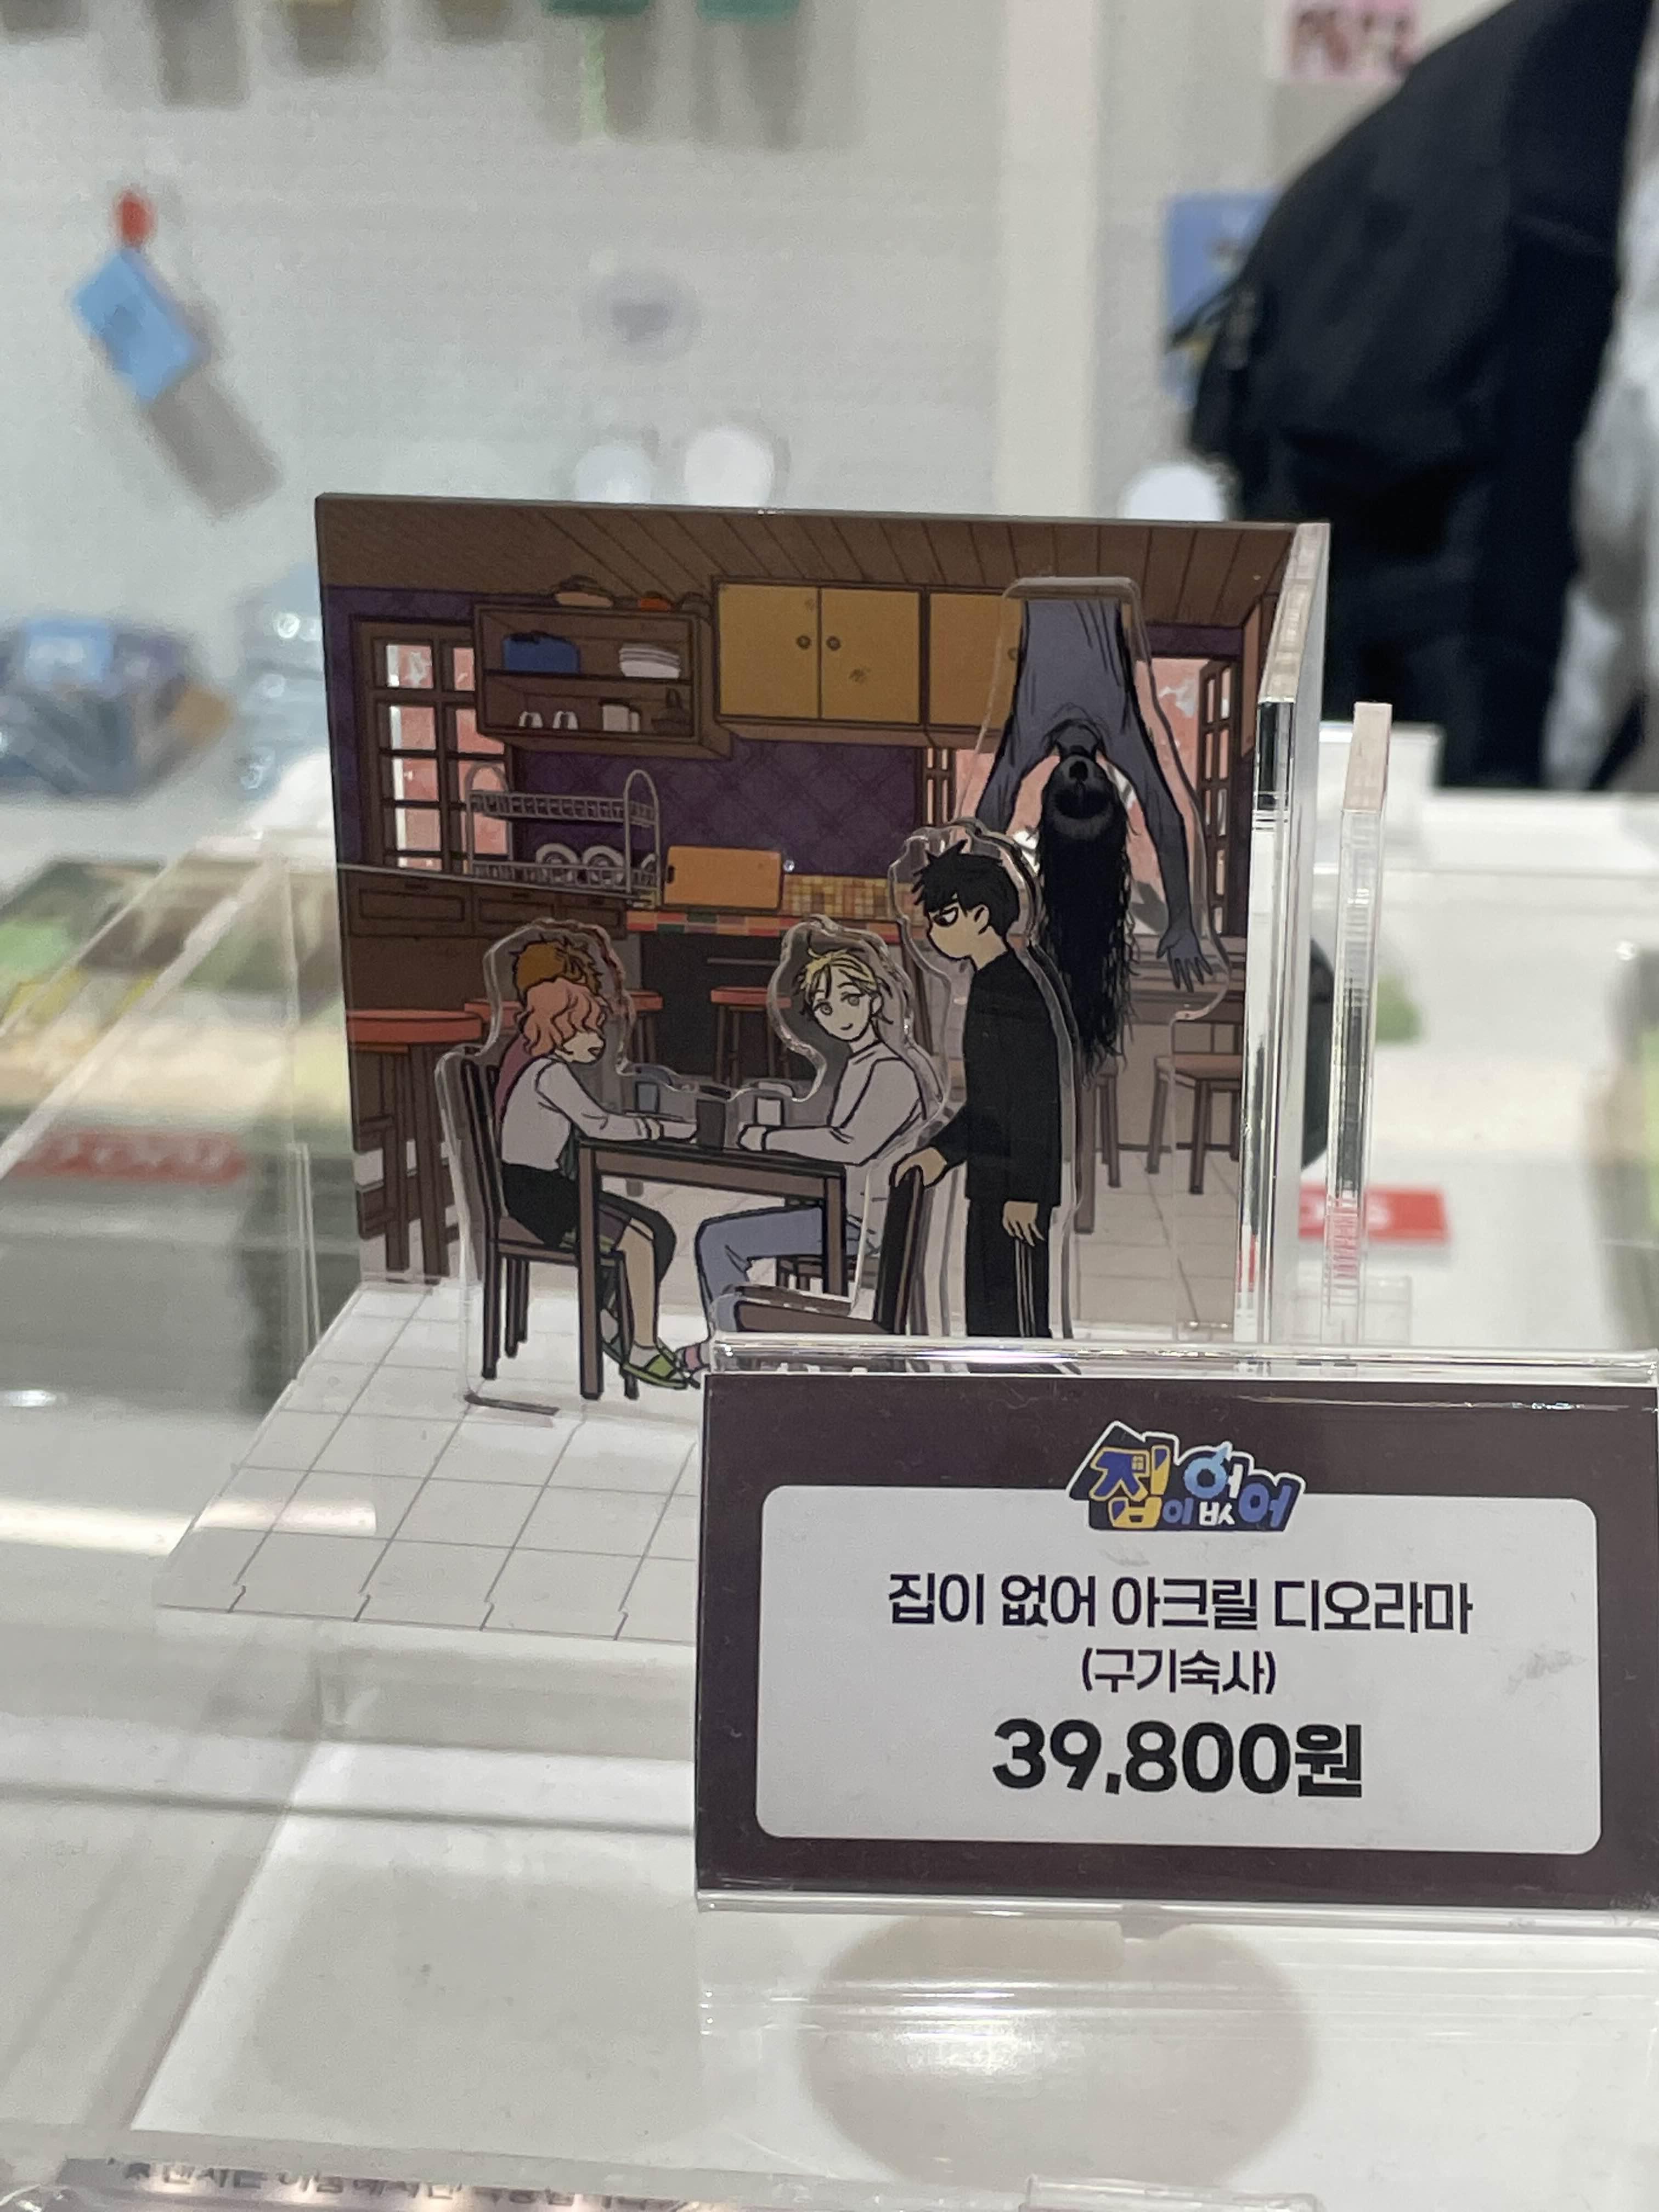 집이 없어
집이 없어 아크릴 디오라마
(구기숙사)
39,800원